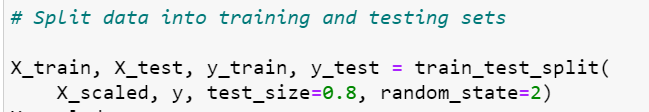 # Split data into training and testing sets
X_train, X_test, y_train, y_test = train_test_split(
X_scaled, y, test_size=0.8, random_state=2)